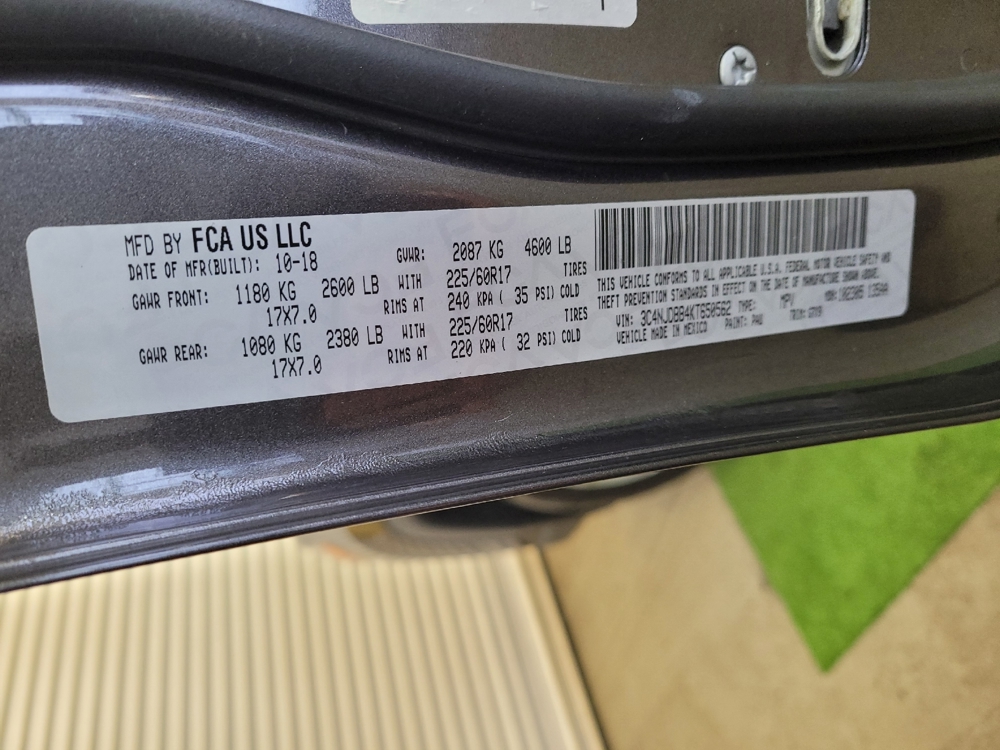 MFD BY FCA US LLC
DATE OF MFR(BUILT): 10-18
GVWR: 2087 KG 4600 LB
GAWR FRONT: 1180 KG 2600 LB WITH 225/60R17 TIRES
17X7.0 RIMS AT 240 KPA ( 35 PSI) COLD
GAWR REAR: 1080 KG 2380 LB WITH 225/60R17 TIRES
17X7.0 RIMS AT 220 KPA ( 32 PSI) COLD
THIS VEHICLE CONFORMS TO ALL APPLICABLE U.S.A. FEDERAL MOTOR VEHICLE SAFETY AND
THEFT PREVENTION STANDARDS IN EFFECT ON THE DATE OF MANUFACTURE SHOWN ABOVE.
VIN: 3C4NJDBB4KT650562 TYPE: MPV MDH:
VEHICLE MADE IN MEXICO PAINT: PAU TRIM: